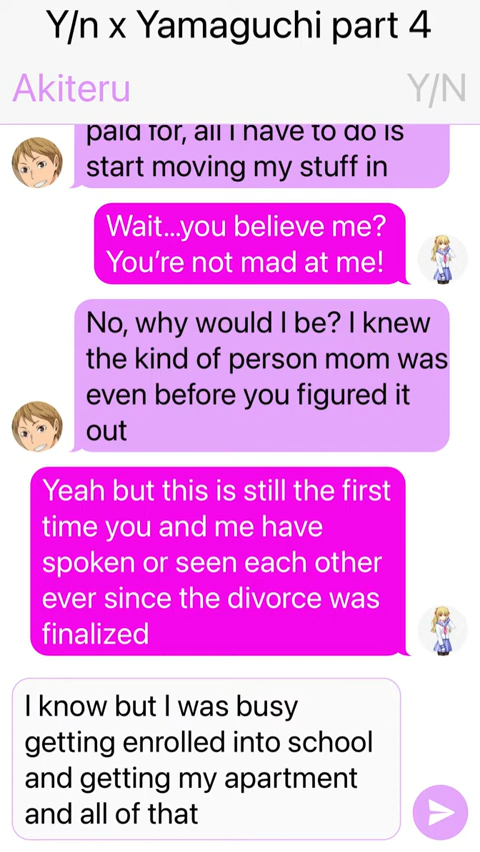 Y/n x Yamaguchi part 4
Akiteru
Y/N
paid for, all I have to do is
start moving my stuff in
Wait...you believe me?
You're not mad at me!
No, why would I be? I knew
the kind of person mom was
even before you figured it
out
Yeah but this is still the first
time you and me have
spoken or seen each other
ever since the divorce was
finalized
I know but I was busy
getting enrolled into school
and getting my apartment
and all of that